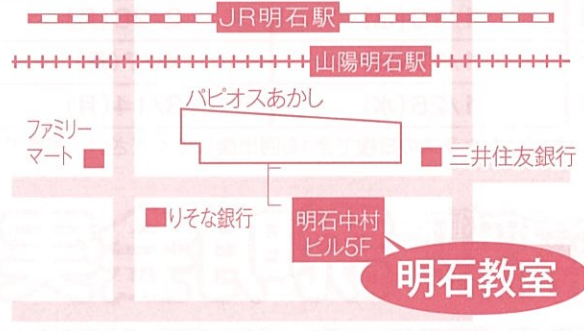 JR明石駅
山陽明石駅
パピオスあかし
ファミリー
マート
三井住友銀行
りそな銀行
明石中村
ビル5F
明石教室